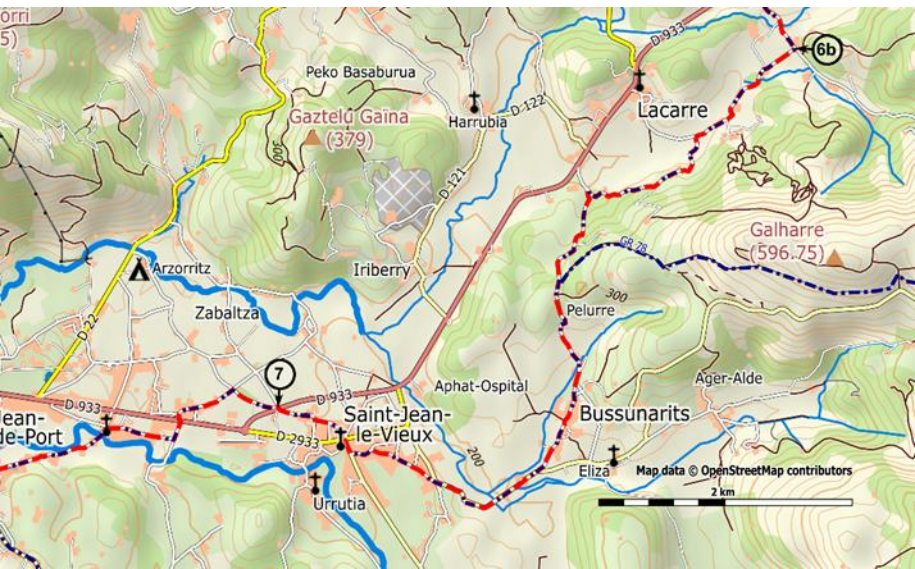 orri
5)
D 933
6b
Peko Basaburua
Lacarre
Gaztelu Gaina
(379)
Harrubia
D 122
300
D 121
Galharre
(596.75)
GR 78
Iriberry
Arzorritz
300
Pelurre
Zabaltza
D 22
7
Ager-Alde
Aphat-Ospital
D 933
D 933
Jean-
de-Port
Saint-Jean-
le-Vieux
Bussunarits
D 2933
200
Eliza
Map data © OpenStreetMap contributors
2 km
Urrutia